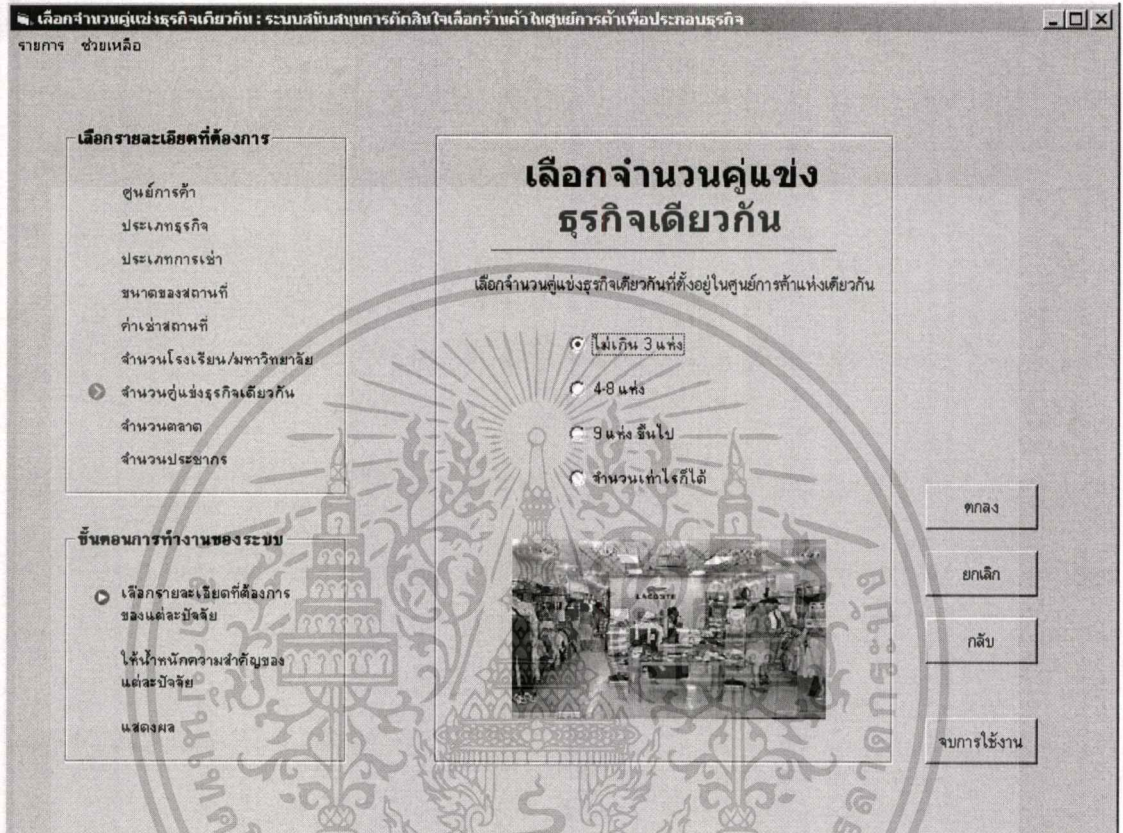 เลือกจำนวนคู่แข่งธุรกิจเดียวกัน : ระบบสนับสนุนการตัดสินใจเลือกร้านค้าในศูนย์การค้าเพื่อประกอบธุรกิจ
รายการ ช่วยเหลือ
เลือกรายละเอียดที่ต้องการ
ศูนย์การค้า
ประเภทธุรกิจ
ประเภทการเช่า
ขนาดของสถานที่
ค่าเช่าสถานที่
จำนวนโรงเรียน/มหาวิทยาลัย
จำนวนคู่แข่งธุรกิจเดียวกัน
จำนวนตลาด
จำนวนประชากร
ขั้นตอนการทำงานของระบบ
เลือกรายละเอียดที่ต้องการ
ของแต่ละปัจจัย
ให้น้ำหนักความสำคัญของ
แต่ละปัจจัย
แสดงผล
เลือกจำนวนคู่แข่ง
ธุรกิจเดียวกัน
เลือกจำนวนคู่แข่งธุรกิจเดียวกันที่ตั้งอยู่ในศูนย์การค้าแห่งเดียวกัน
ไม่เกิน 3 แห่ง
4-8 แห่ง
9 แห่ง ขึ้นไป
จำนวนเท่าไรก็ได้
LACOSTE
ตกลง
ยกเลิก
กลับ
จบการใช้งาน